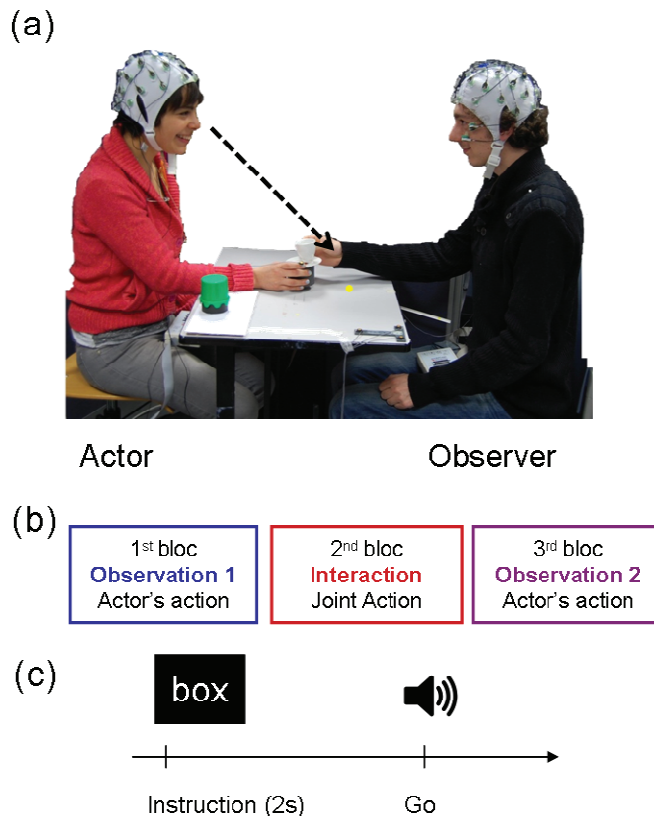 (a)
Actor
Observer
(b)
1st bloc
Observation 1
Actor's action
2nd bloc
Interaction
Joint Action
3rd bloc
Observation 2
Actor's action
(c)
box
Instruction (2s)
Go